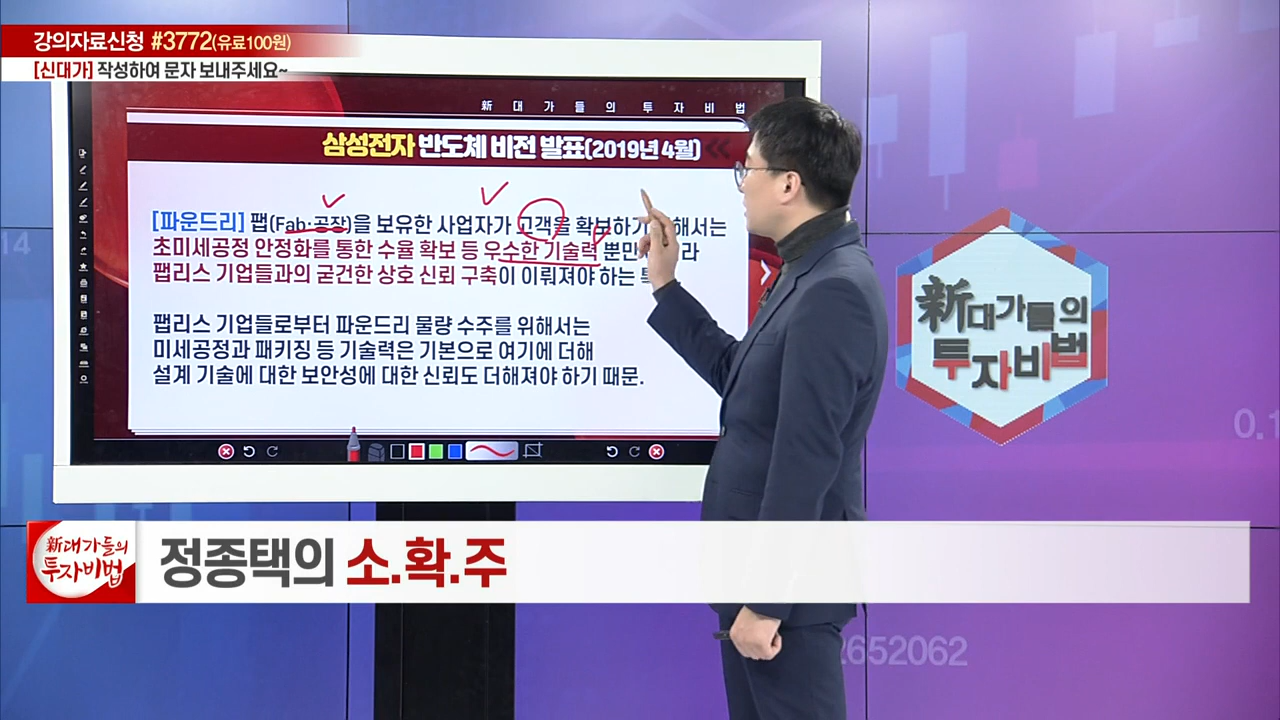 강의자료신청 #3772(유료100원)
[신대가] 작성하여 문자 보내주세요~
新 대 가 들 의 투 자 비 법
삼성전자 반도체 비전 발표(2019년 4월)
[파운드리] 팹(Fab·공장)을 보유한 사업자가 고객을 확보하기 해서는
초미세공정 안정화를 통한 수율 확보 등 우수한 기술력 뿐만 라
팹리스 기업들과의 굳건한 상호 신뢰 구축이 이뤄져야 하는
팹리스 기업들로부터 파운드리 물량 수주를 위해서는
미세공정과 패키징 등 기술력은 기본으로 여기에 더해
설계 기술에 대한 보안성에 대한 신뢰도 더해져야 하기 때문.
14
新대가들의
투자비법
0.1
2652062
新대가들의
투자비법
정종택의 소.확.주